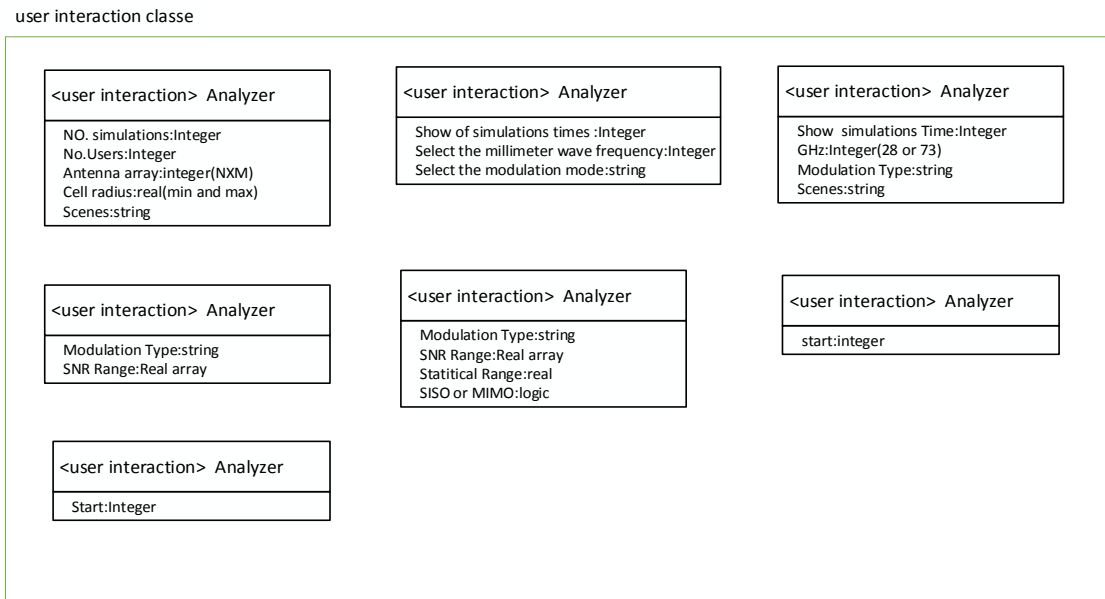 user interaction classe
<user interaction> Analyzer
NO. simulations:Integer
No.Users:Integer
Antenna array:integer(NXM)
Cell radius:real(min and max)
Scenes:string
<user interaction> Analyzer
Show of simulations times :Integer
Select the millimeter wave frequency:Integer
Select the modulation mode:string
<user interaction> Analyzer
Show simulations Time:Integer
GHz:Integer(28 or 73)
Modulation Type:string
Scenes:string
<user interaction> Analyzer
Modulation Type:string
SNR Range:Real array
<user interaction> Analyzer
Modulation Type:string
SNR Range:Real array
Statitical Range:real
SISO or MIMO:logic
<user interaction> Analyzer
start:integer
<user interaction> Analyzer
Start:Integer